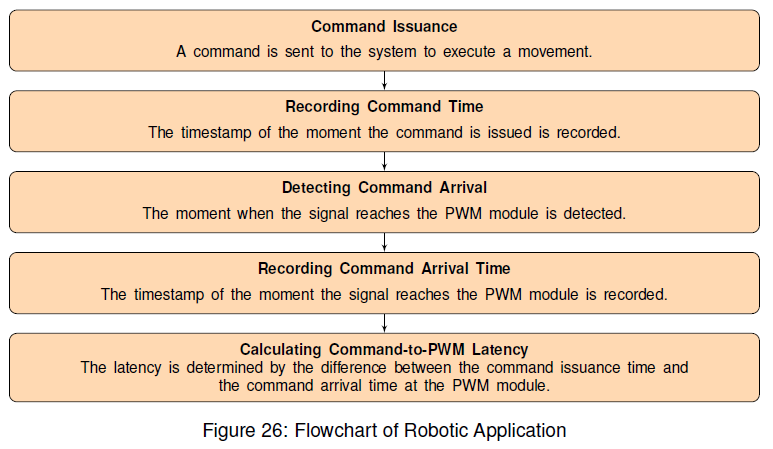 Command Issuance
A command is sent to the system to execute a movement.
Recording Command Time
The timestamp of the moment the command is issued is recorded.
Detecting Command Arrival
The moment when the signal reaches the PWM module is detected.
Recording Command Arrival Time
The timestamp of the moment the signal reaches the PWM module is recorded.
Calculating Command-to-PWM Latency
The latency is determined by the difference between the command issuance time and
the command arrival time at the PWM module.
Figure 26: Flowchart of Robotic Application